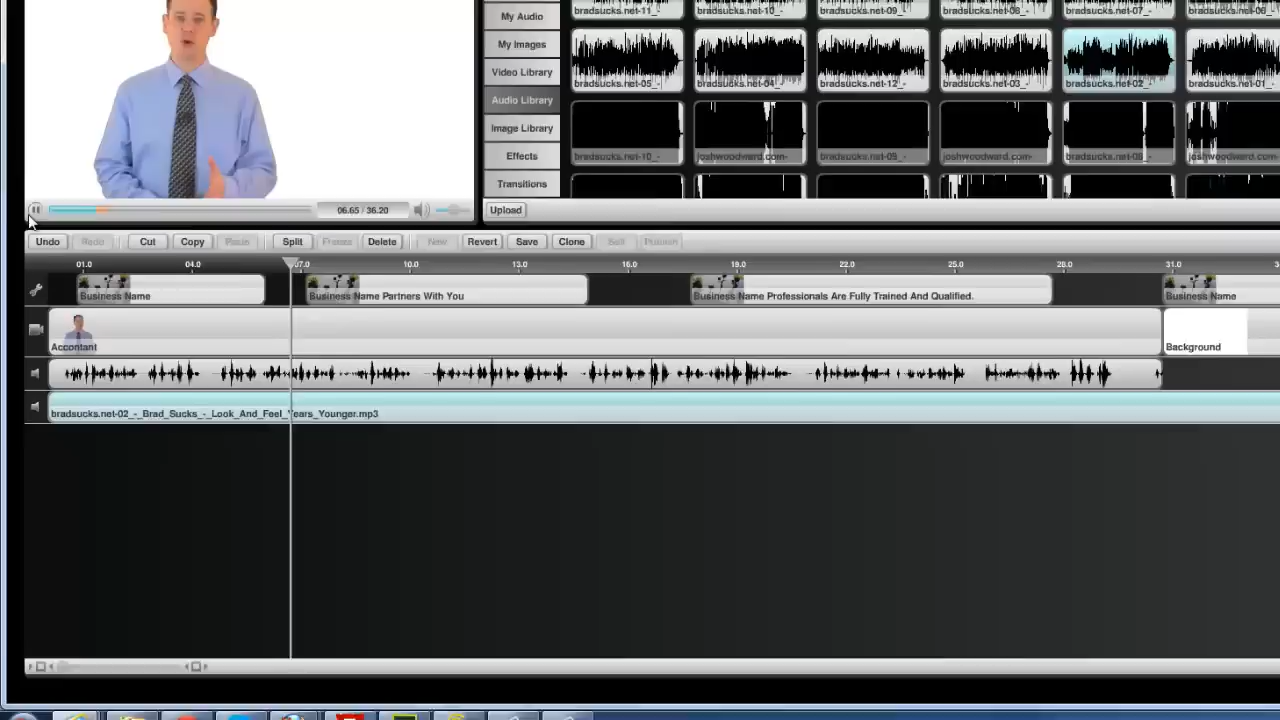 My Audio
bradsucks.net-11_-
bradsucks.net-10_-
bradsucks.net-09_-
bradsucks.net-08_-
bradsucks.net-07_-
My Images
Video Library
bradsucks.net-05_-
bradsucks.net-04_-
bradsucks.net-12_-
bradsucks.net-03_-
bradsucks.net-02_-
bradsucks.net-01_-
Audio Library
Image Library
Effects
bradsucks.net-10_-
joshwoodward.com-
bradsucks.net-09_-
joshwoodward.com-
bradsucks.net-08_-
joshwoodward.com-
Transitions
06.65 / 36.20
Upload
Undo Redo Cut Copy Paste Split Freeze Delete New Revert Save Clone Sell Publish
01.0 04.0 07.0 10.0 13.0 16.0 19.0 22.0 25.0 28.0 31.0
Business Name
Business Name Partners With You
Business Name Professionals Are Fully Trained And Qualified.
Business Name
Accontant
Background
bradsucks.net-02_-_Brad_Sucks_-_Look_And_Feel_Years_Younger.mp3